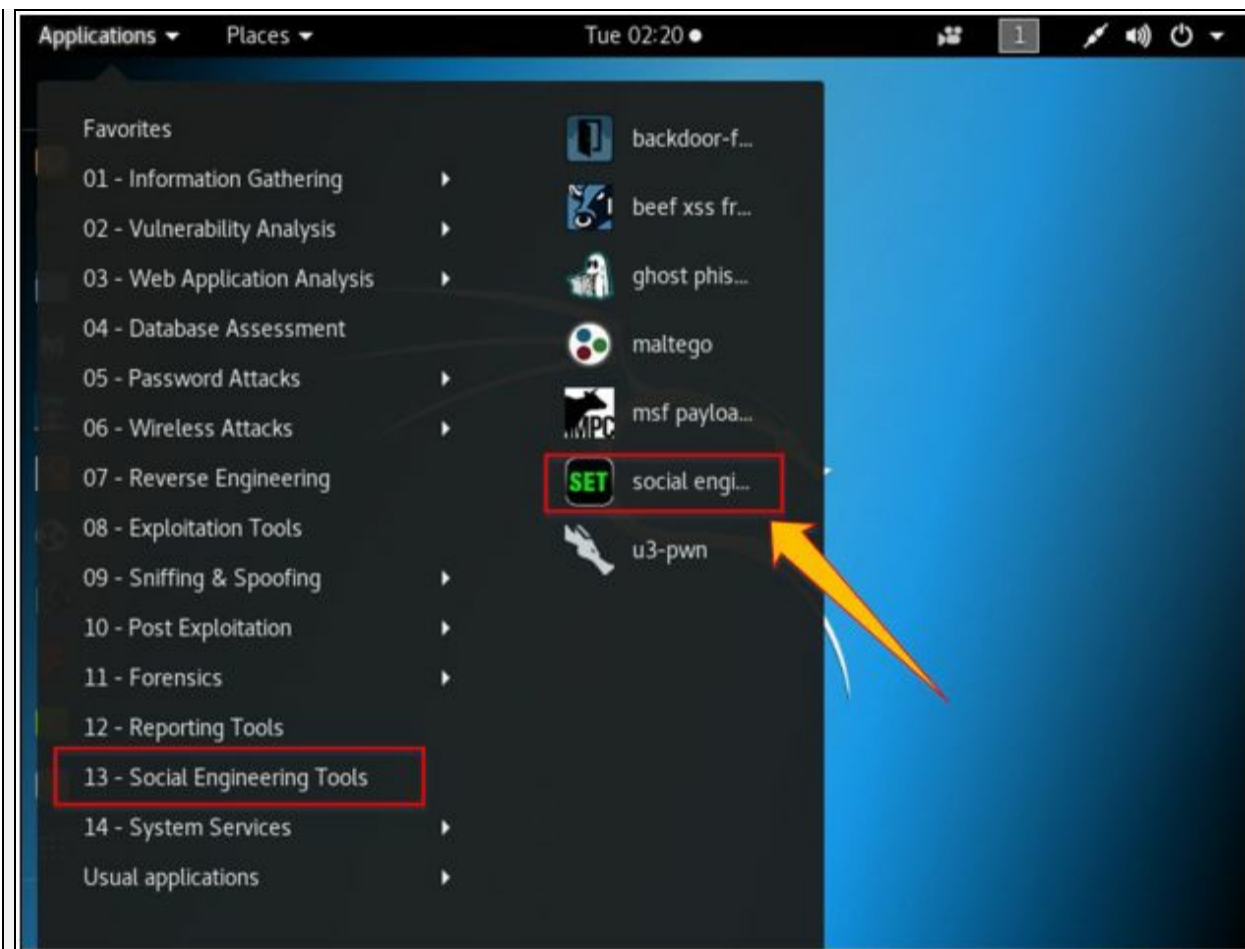 Applications Places Tue 02:20 1
Favorites
01 - Information Gathering
02 - Vulnerability Analysis
03 - Web Application Analysis
04 - Database Assessment
05 - Password Attacks
06 - Wireless Attacks
07 - Reverse Engineering
08 - Exploitation Tools
09 - Sniffing & Spoofing
10 - Post Exploitation
11 - Forensics
12 - Reporting Tools
13 - Social Engineering Tools
14 - System Services
Usual applications
backdoor-f...
beef xss fr...
ghost phis...
maltego
MPC msf payloa...
SET social engi...
u3-pwn